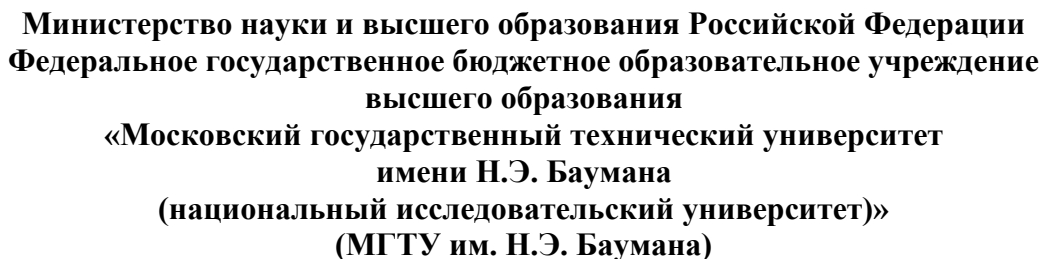 Министерство науки и высшего образования Российской Федерации
Федеральное государственное бюджетное образовательное учреждение
высшего образования
«Московский государственный технический университет
имени Н.Э. Баумана
(национальный исследовательский университет)»
(МГТУ им. Н.Э. Баумана)